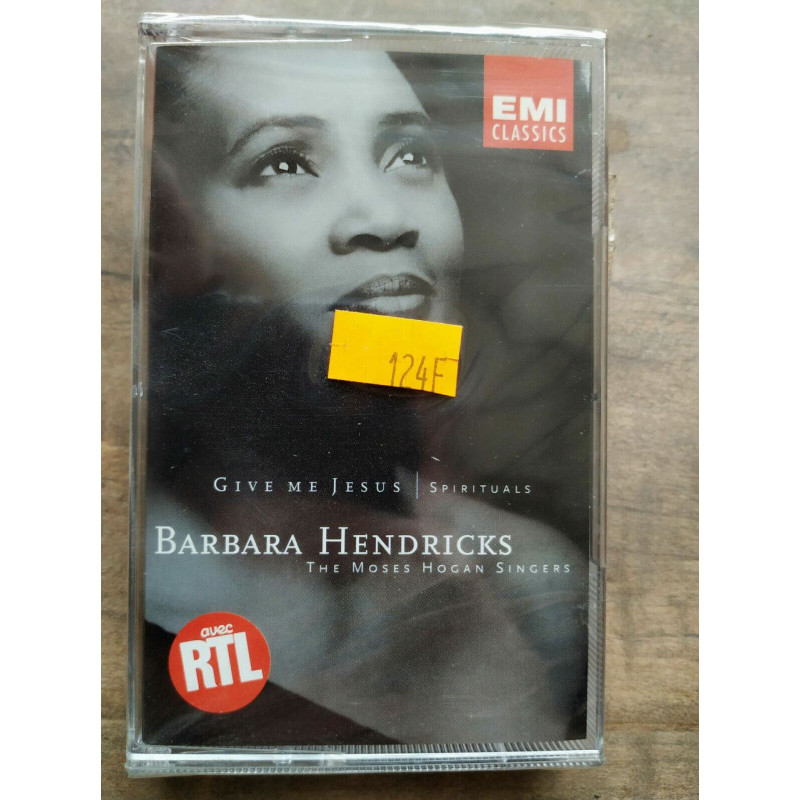 EMI
CLASSICS
124F
GIVE ME JESUS | SPIRITUALS
BARBARA HENDRICKS
THE MOSES HOGAN SINGERS
avec
RTL